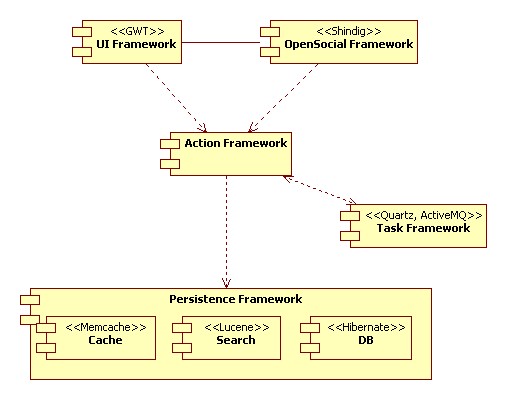 <<GWT>>
UI Framework
<<Shindig>>
OpenSocial Framework
Action Framework
<<Quartz, ActiveMQ>>
Task Framework
Persistence Framework
<<Memcache>>
Cache
<<Lucene>>
Search
<<Hibernate>>
DB